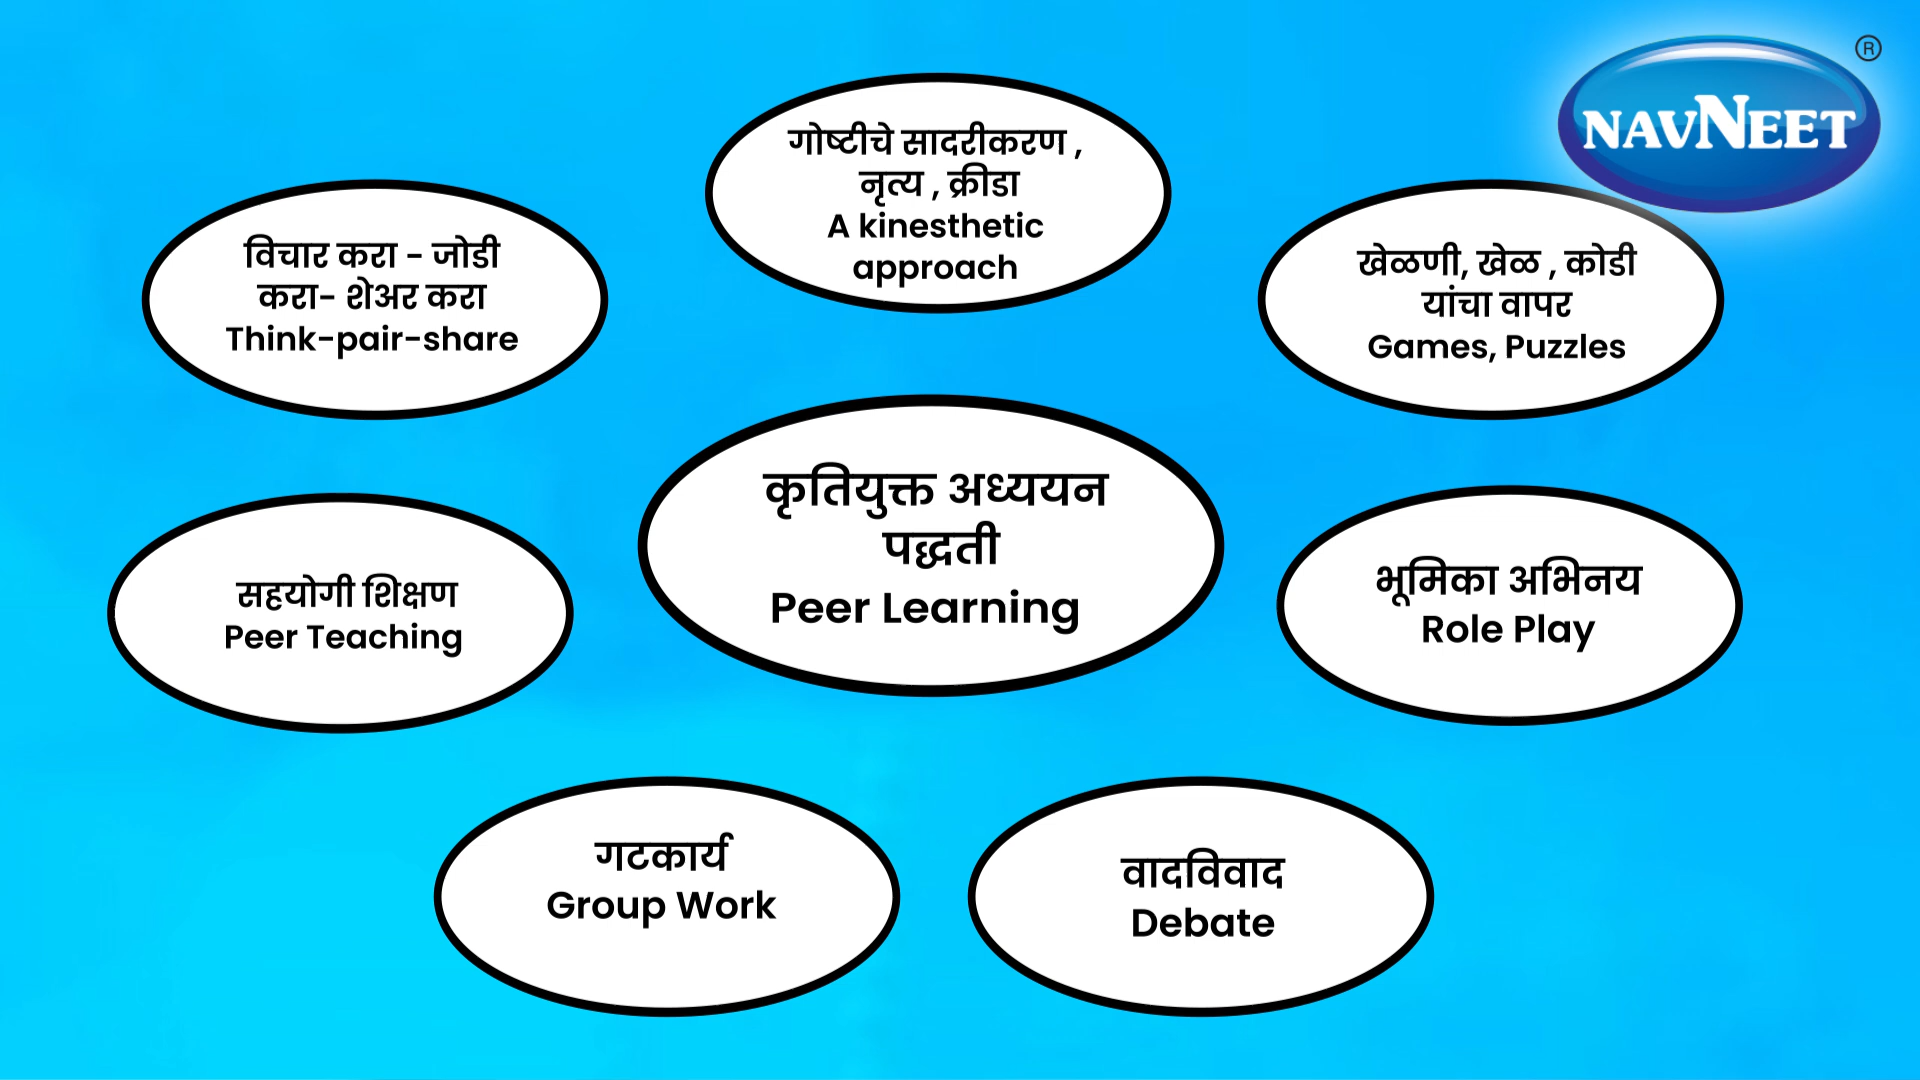 NAVNEET
®
गोष्टीचे सादरीकरण ,
नृत्य , क्रीडा
A kinesthetic
approach
विचार करा - जोडी
करा- शेअर करा
Think-pair-share
खेळणी, खेळ , कोडी
यांचा वापर
Games, Puzzles
कृतियुक्त अध्ययन
पद्धती
Peer Learning
सहयोगी शिक्षण
Peer Teaching
भूमिका अभिनय
Role Play
गटकार्य
Group Work
वादविवाद
Debate